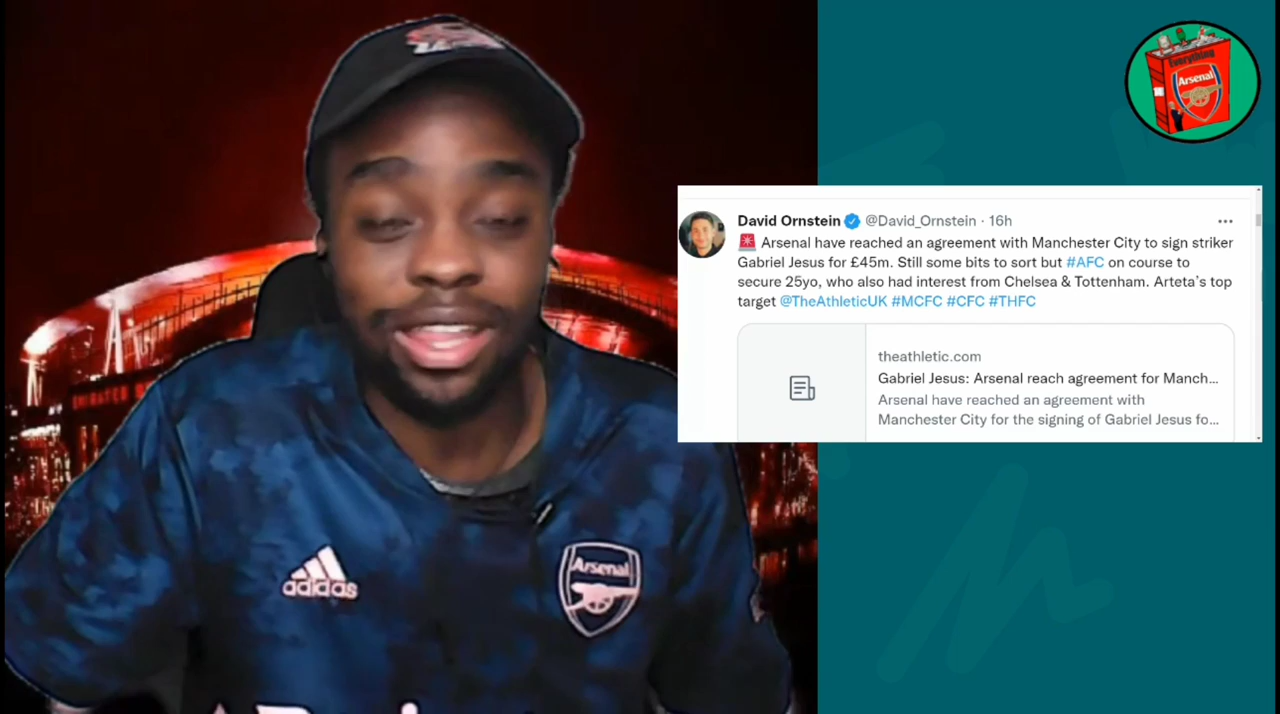 Everything
Arsenal
David Ornstein @David_Ornstein · 16h
Arsenal have reached an agreement with Manchester City to sign striker
Gabriel Jesus for £45m. Still some bits to sort but #AFC on course to
secure 25yo, who also had interest from Chelsea & Tottenham. Arteta's top
target @TheAthleticUK #MCFC #CFC #THFC
theathletic.com
Gabriel Jesus: Arsenal reach agreement for Manch...
Arsenal have reached an agreement with
Manchester City for the signing of Gabriel Jesus fo...
EMIRATES
adidas
Arsenal